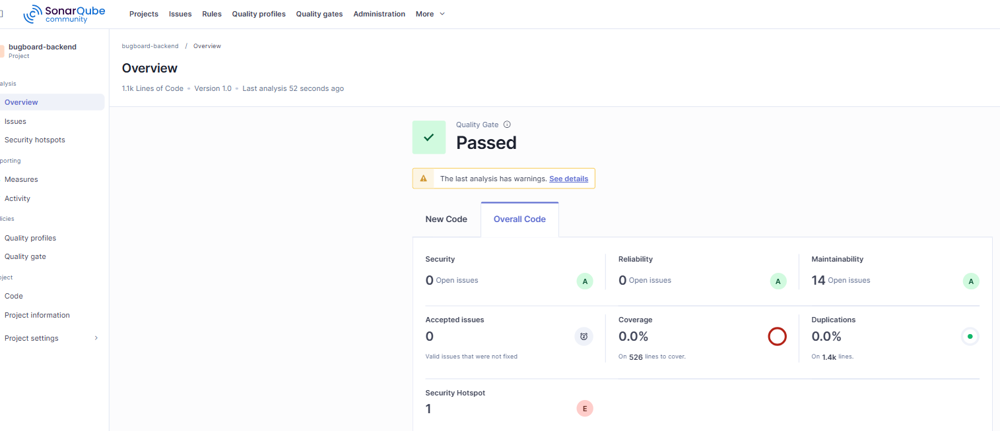 SonarQube community Projects Issues Rules Quality profiles Quality gates Administration More
bugboard-backend
Project
alysis
Overview
Issues
Security hotspots
porting
Measures
Activity
licies
Quality profiles
Quality gate
oject
Code
Project information
Project settings
bugboard-backend / Overview
Overview
1.1k Lines of Code • Version 1.0 • Last analysis 52 seconds ago
Quality Gate
Passed
The last analysis has warnings. See details
New Code Overall Code
Security Reliability Maintainability
0 Open issues A 0 Open issues A 14 Open issues A
Accepted issues Coverage Duplications
0 0.0% 0.0%
Valid issues that were not fixed On 526 lines to cover. On 1.4k lines.
Security Hotspot
1 E